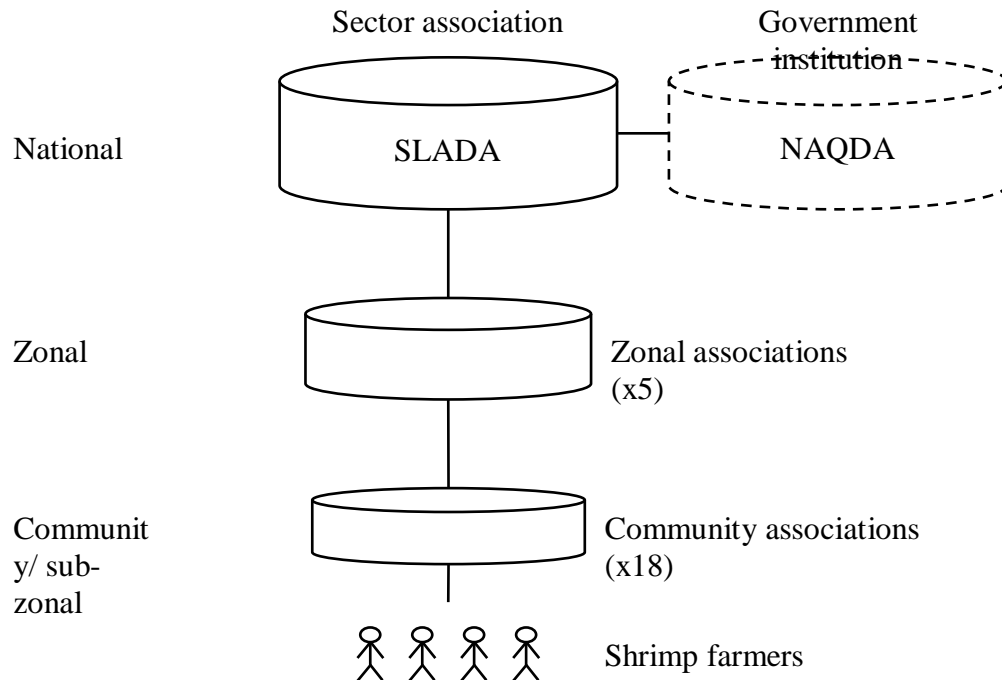 Sector association
Government
institution
National
SLADA
NAQDA
Zonal
Zonal associations
(x5)
Communit
y/ sub-
zonal
Community associations
(x18)
Shrimp farmers